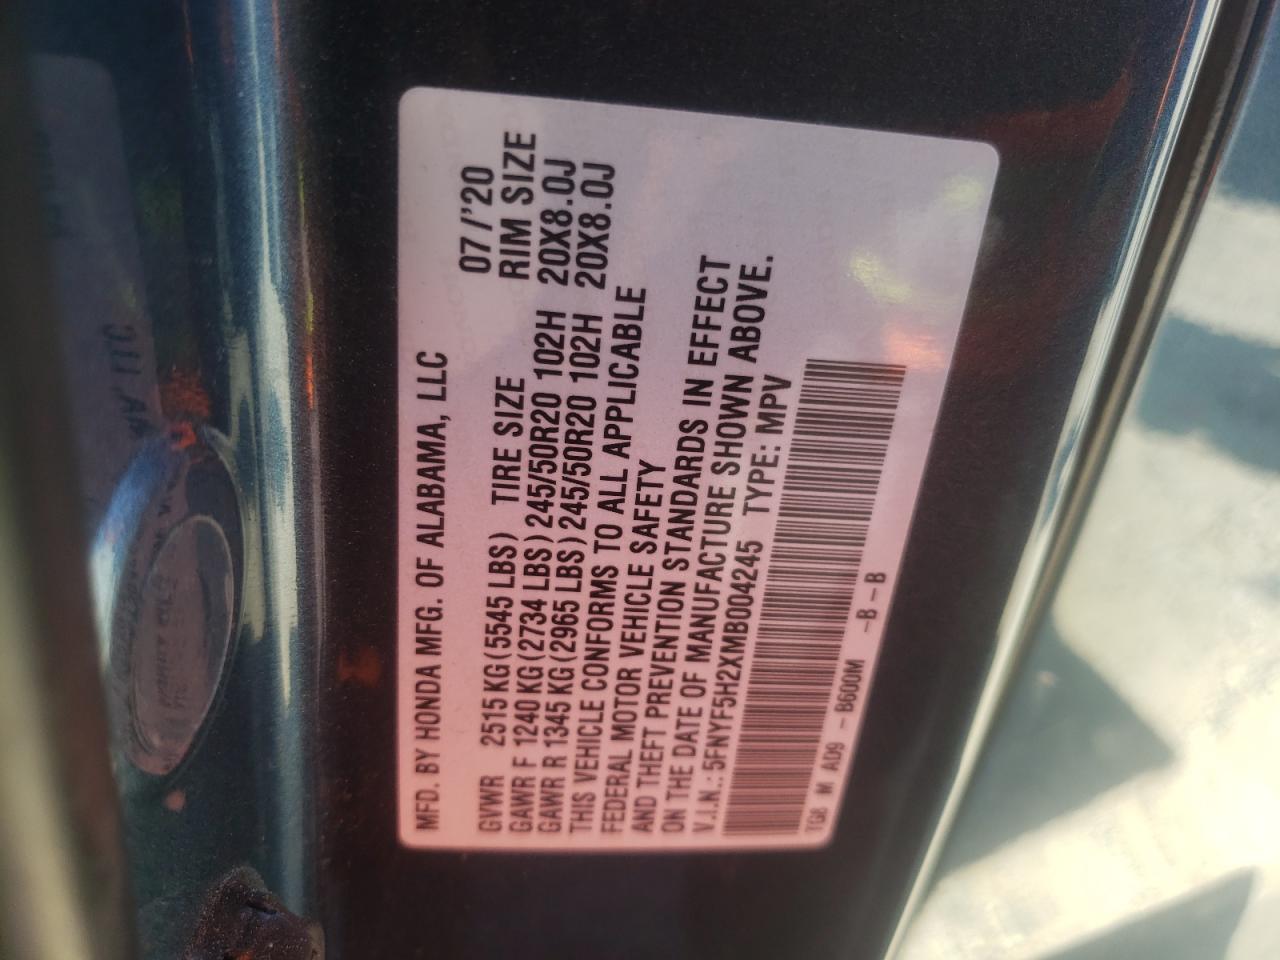 MFD. BY HONDA MFG. OF ALABAMA, LLC 07/'20
GVWR 2515 KG(5545 LBS) TIRE SIZE RIM SIZE
GAWR F 1240 KG(2734 LBS)245/50R20 102H 20X8.0J
GAWR R 1345 KG(2965 LBS)245/50R20 102H 20X8.0J
THIS VEHICLE CONFORMS TO ALL APPLICABLE
FEDERAL MOTOR VEHICLE SAFETY
AND THEFT PREVENTION STANDARDS IN EFFECT
ON THE DATE OF MANUFACTURE SHOWN ABOVE.
V.I.N.: 5FNYF5H2XMB004245 TYPE: MPV
TG8 M A09 -B600M -B-B